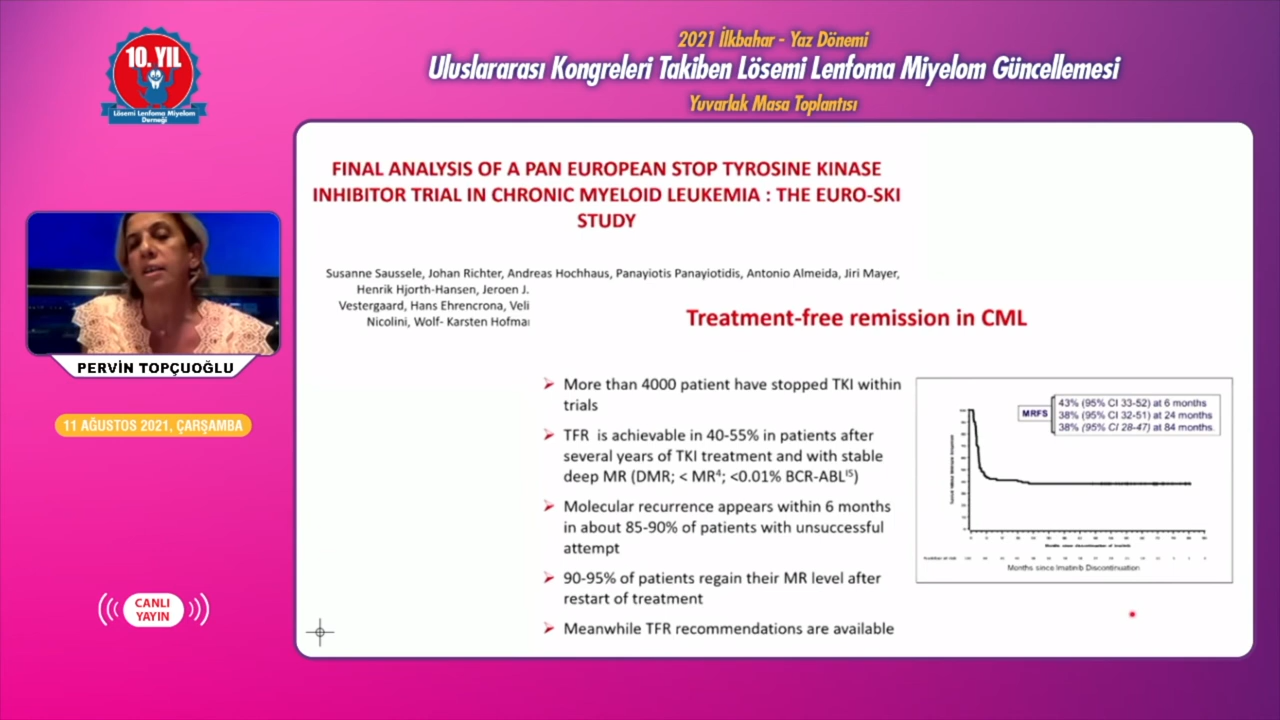 10. YIL
Lösemi Lenfoma Miyelom
Derneği
2021 İlkbahar - Yaz Dönemi
Uluslararası Kongreleri Takiben Lösemi Lenfoma Miyelom Güncellemesi
Yuvarlak Masa Toplantısı
FINAL ANALYSIS OF A PAN EUROPEAN STOP TYROSINE KINASE
INHIBITOR TRIAL IN CHRONIC MYELOID LEUKEMIA : THE EURO-SKI
STUDY
Susanne Saussele, Johan Richter, Andreas Hochhaus, Panayiotis Panayiotidis, Antonio Almeida, Jiri Mayer,
Henrik Hjorth-Hansen, Jeroen J.
Vestergaard, Hans Ehrencrona, Veli
Nicolini, Wolf- Karsten Hofma
Treatment-free remission in CML
➢ More than 4000 patient have stopped TKI within
trials
➢ TFR is achievable in 40-55% in patients after
several years of TKI treatment and with stable
deep MR (DMR; < MR⁴; <0.01% BCR-ABLᴵˢ)
➢ Molecular recurrence appears within 6 months
in about 85-90% of patients with unsuccessful
attempt
➢ 90-95% of patients regain their MR level after
restart of treatment
➢ Meanwhile TFR recommendations are available
MRFS
43% (95% CI 33-52) at 6 months
38% (95% CI 32-51) at 24 months
38% (95% CI 28-47) at 84 months.
Months since Imatinib Discontinuation
PERVİN TOPÇUOĞLU
11 AĞUSTOS 2021, ÇARŞAMBA
CANLI
YAYIN